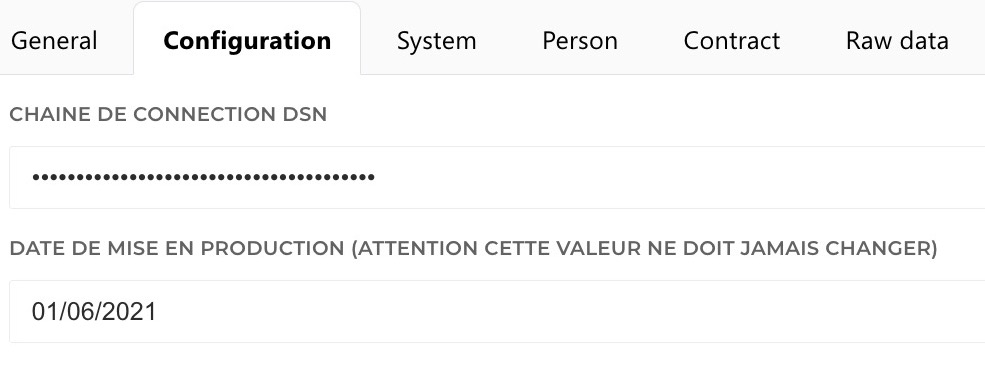 General Configuration System Person Contract Raw data
CHAINE DE CONNECTION DSN
•••••••••••••••••••••••••••••••••••••••
DATE DE MISE EN PRODUCTION (ATTENTION CETTE VALEUR NE DOIT JAMAIS CHANGER)
01/06/2021